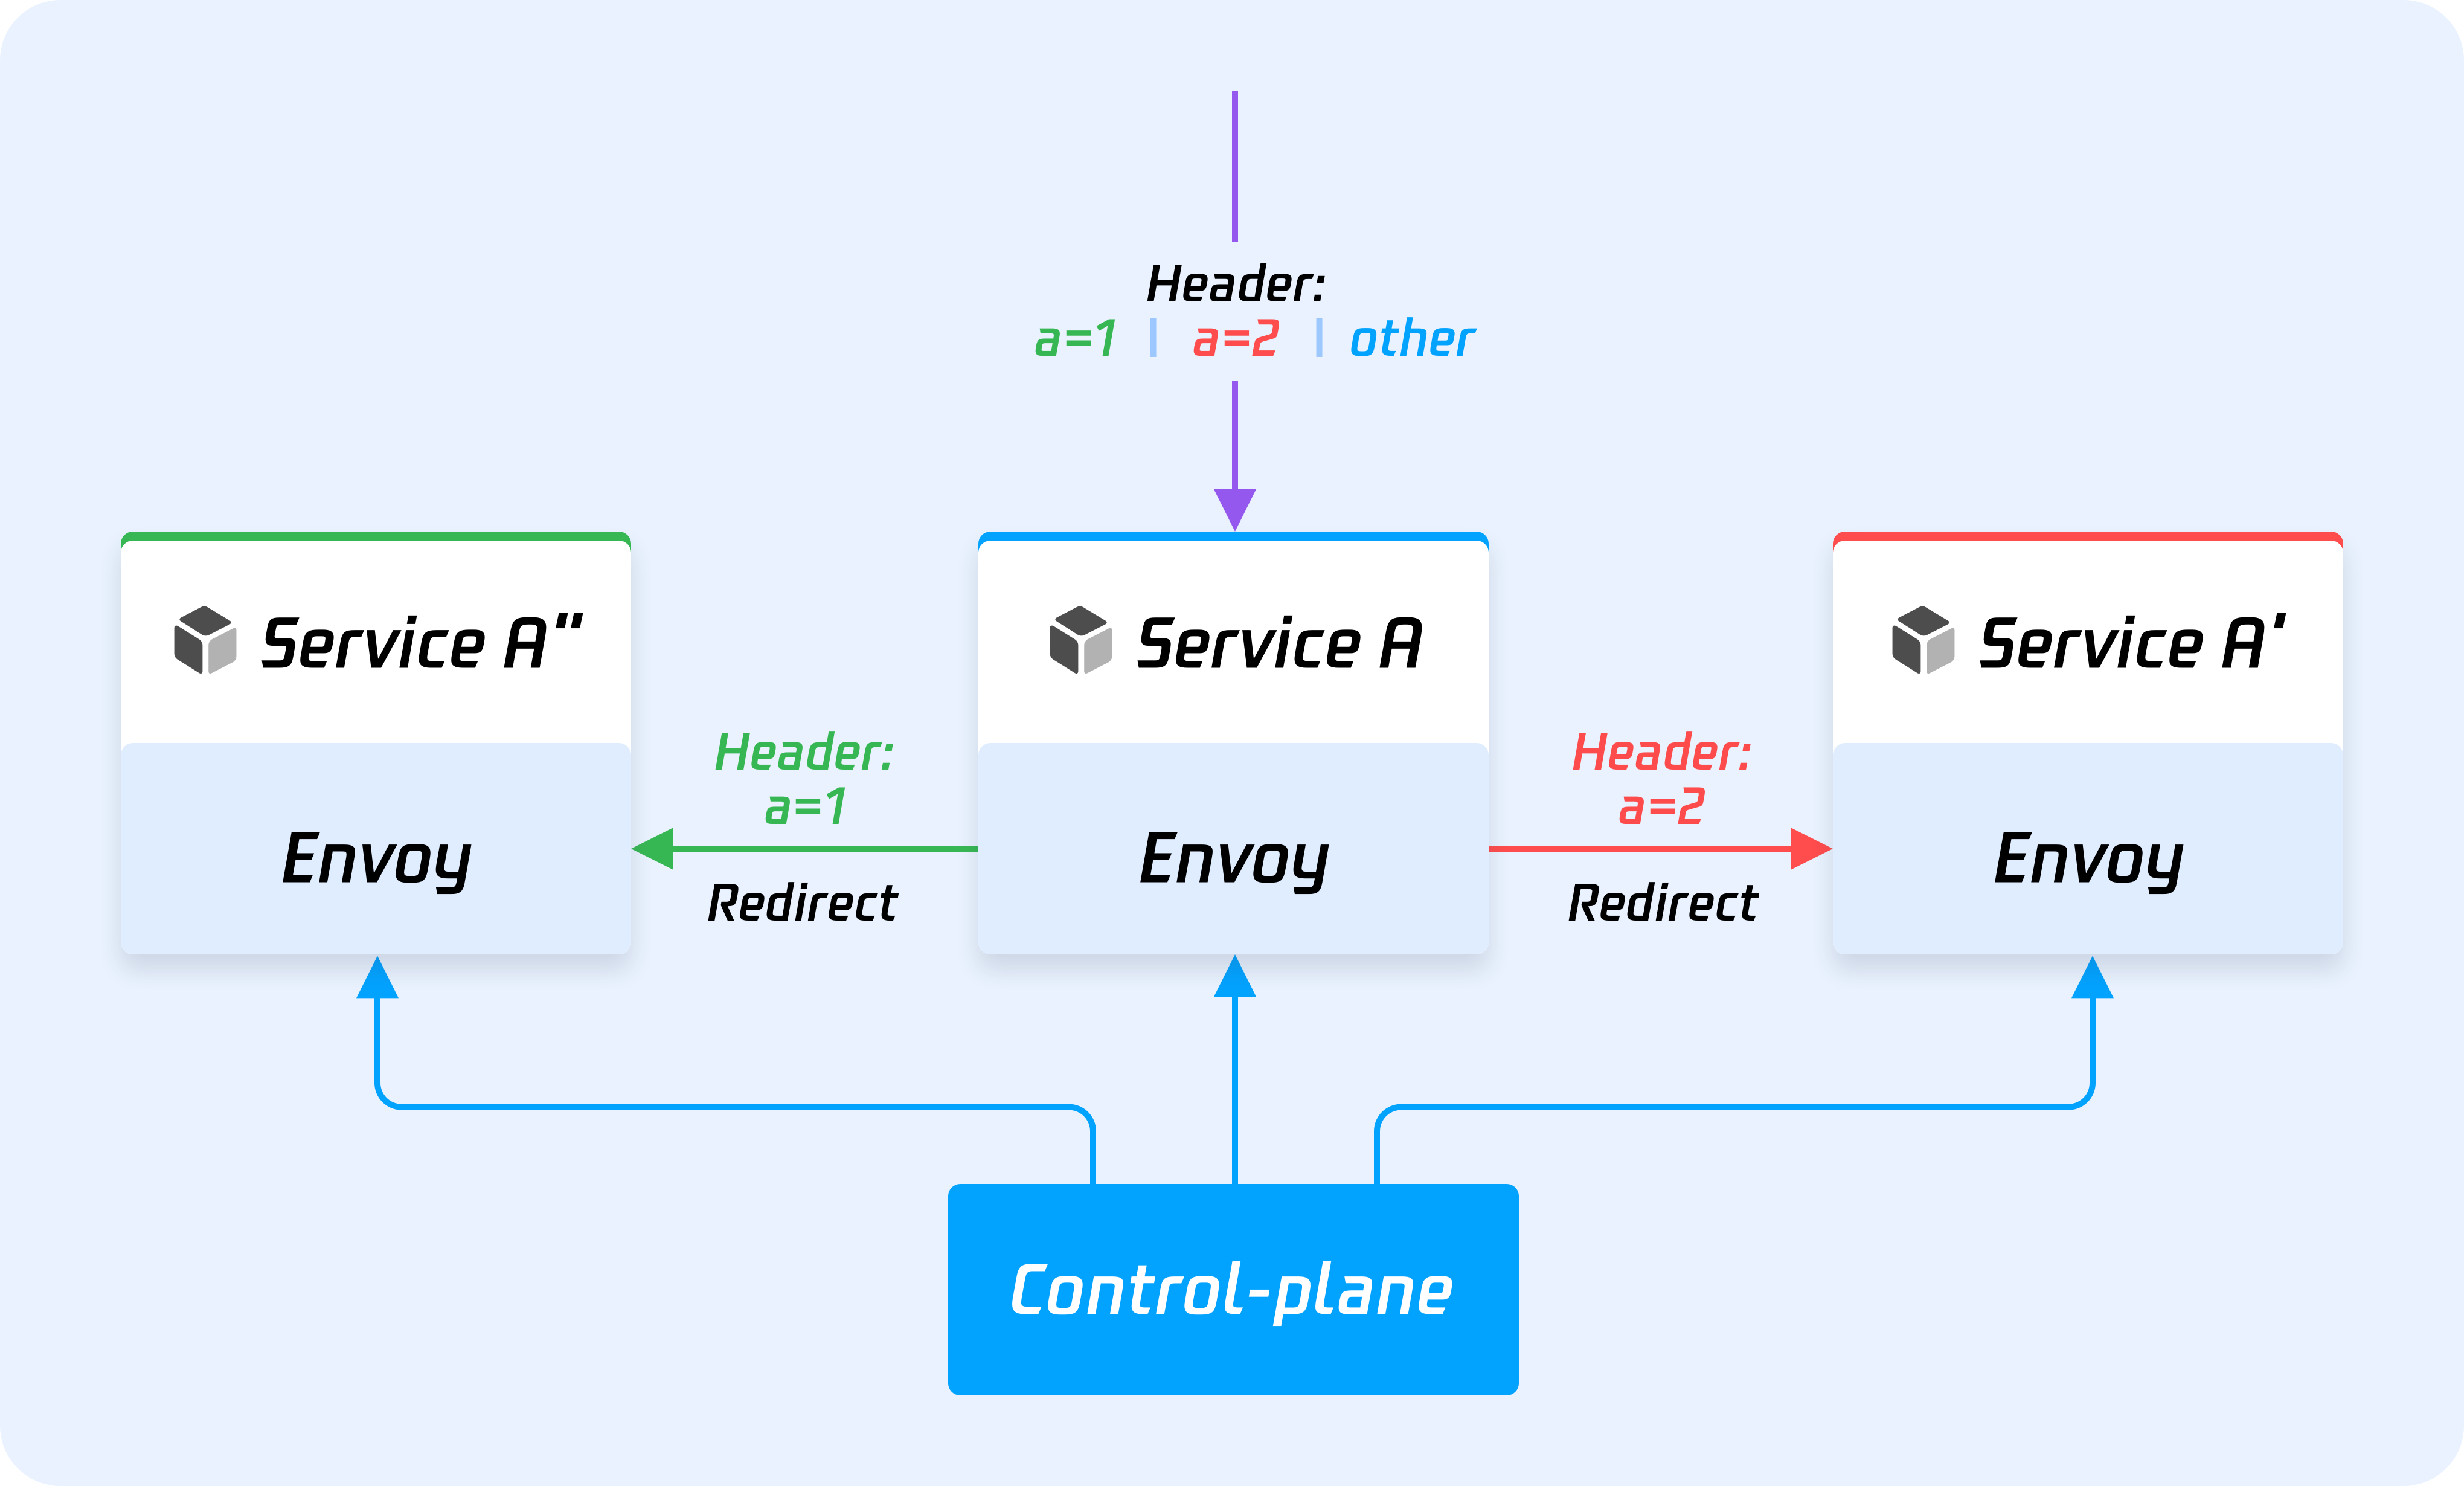 Header:
a=1 | a=2 | other
Service A"
Service A
Service A'
Header:
a=1
Header:
a=2
Envoy
Envoy
Envoy
Redirect
Redirect
Control-plane